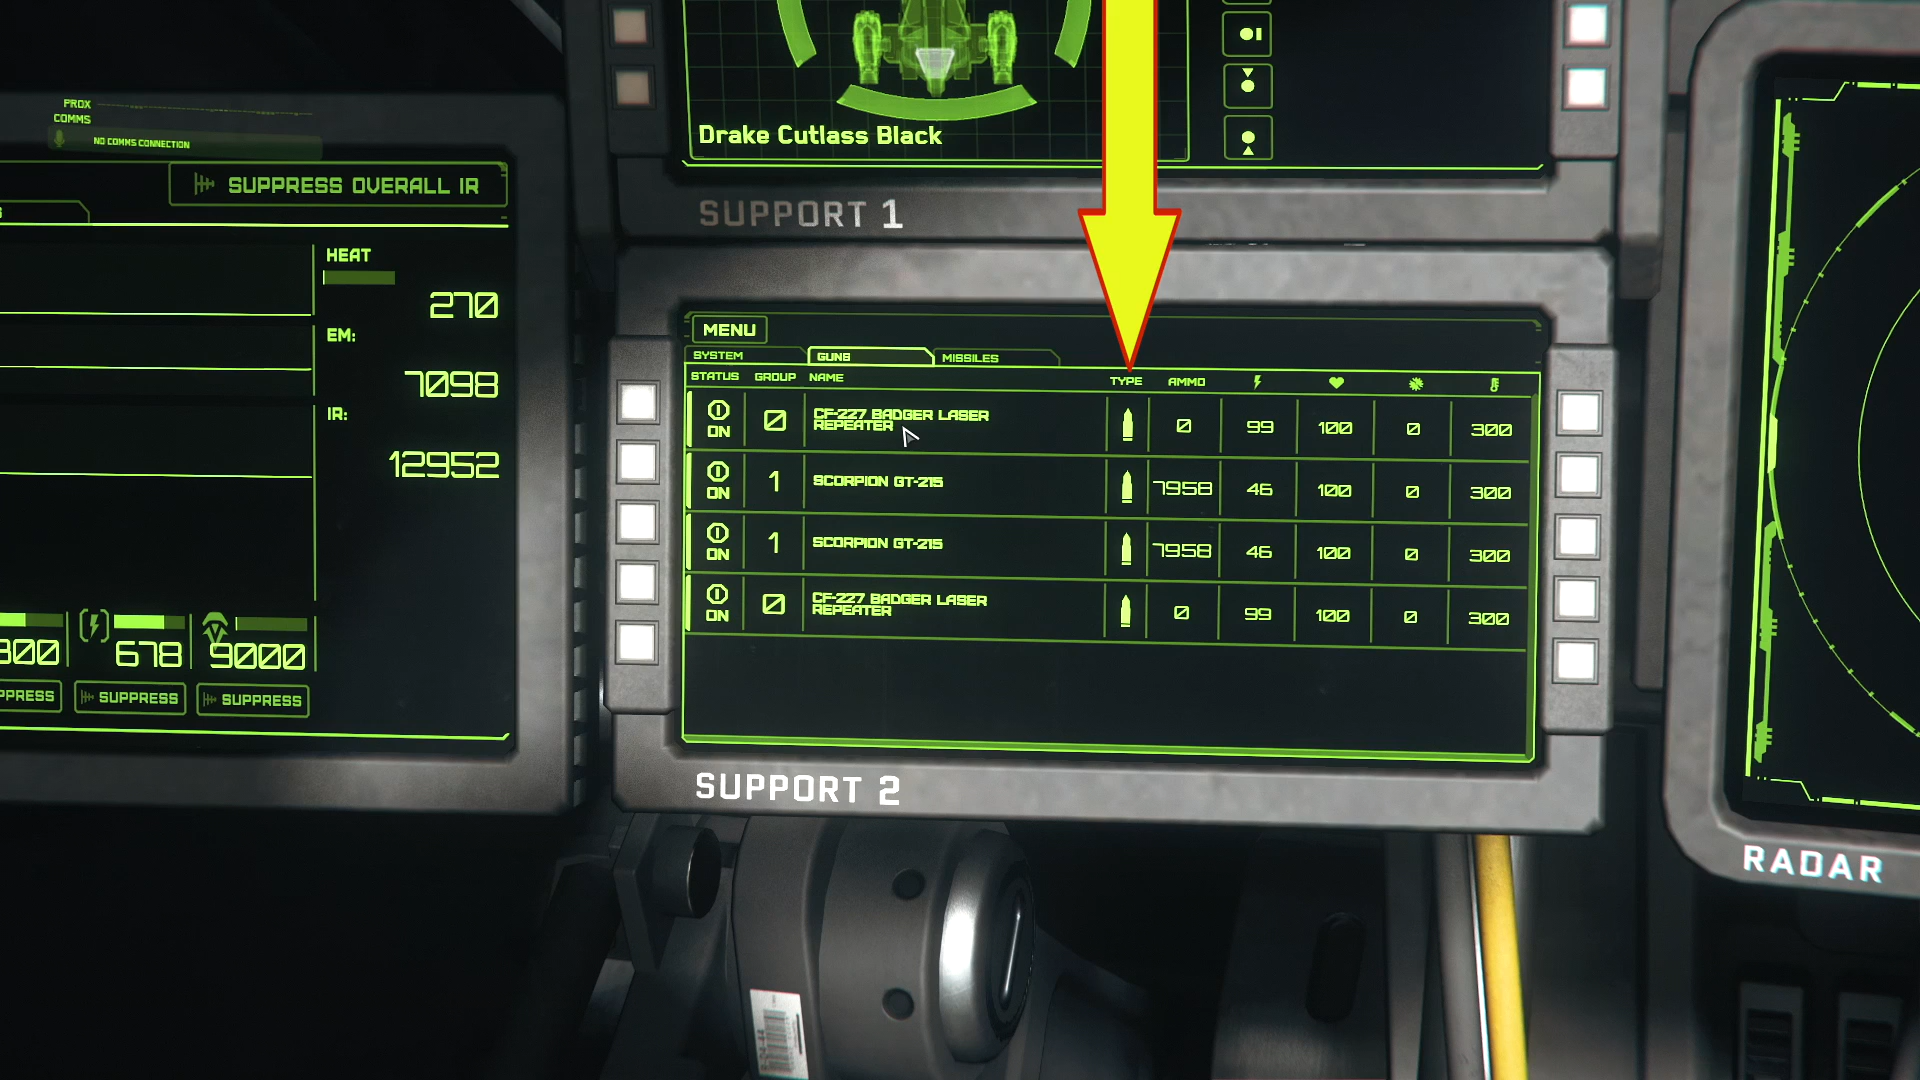 PROX
COMMS
NO COMMS CONNECTION
SUPPRESS OVERALL IR
HEAT
270
EM:
7098
IR:
12952
678
9000
SUPPRESS
SUPPRESS
Drake Cutlass Black
SUPPORT 1
MENU
SYSTEM GUNS MISSILES
STATUS GROUP NAME TYPE AMMO
ON 0 CF-227 BADGER LASER
REPEATER 0 99 100 0 300
ON 1 SCORPION GT-215 7958 46 100 0 300
ON 1 SCORPION GT-215 7958 46 100 0 300
ON 0 CF-227 BADGER LASER
REPEATER 0 99 100 0 300
SUPPORT 2
RADAR